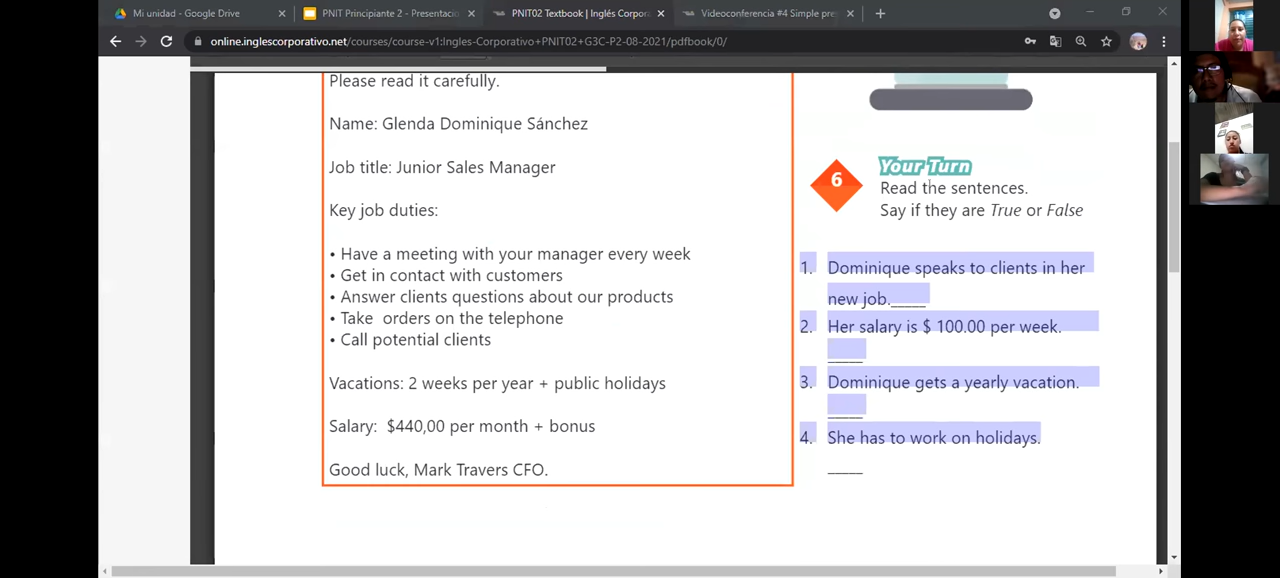 Mi unidad - Google Drive
PNIT Principiante 2 - Presentacio
PNIT02 Textbook | Inglés Corpora
Videoconferencia #4 Simple pre
online.inglescorporativo.net/courses/course-v1:Ingles-Corporativo+PNIT02+G3C-P2-08-2021/pdfbook/0/
Please read it carefully.
Name: Glenda Dominique Sánchez
Job title: Junior Sales Manager
Key job duties:
• Have a meeting with your manager every week
• Get in contact with customers
• Answer clients questions about our products
• Take orders on the telephone
• Call potential clients
Vacations: 2 weeks per year + public holidays
Salary: $440,00 per month + bonus
Good luck, Mark Travers CFO.
6
Your Turn
Read the sentences.
Say if they are True or False
1. Dominique speaks to clients in her
new job._____
2. Her salary is $ 100.00 per week.
_____
3. Dominique gets a yearly vacation.
_____
4. She has to work on holidays.
_____